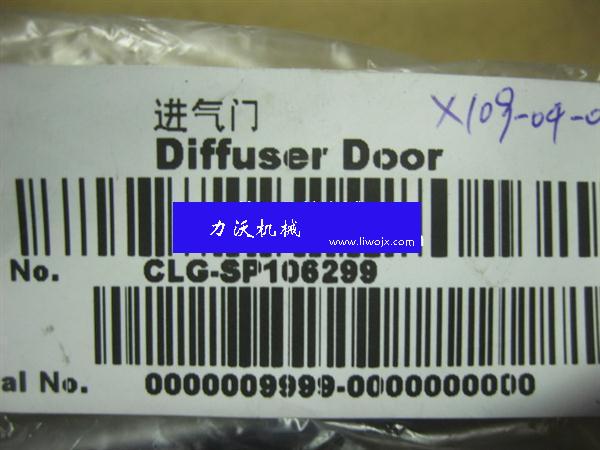 进气门
X109-04-0
Diffuser Door
力沃机械
www.liwojx.com
No. CLG-SP106299
al No. 0000009999-0000000000